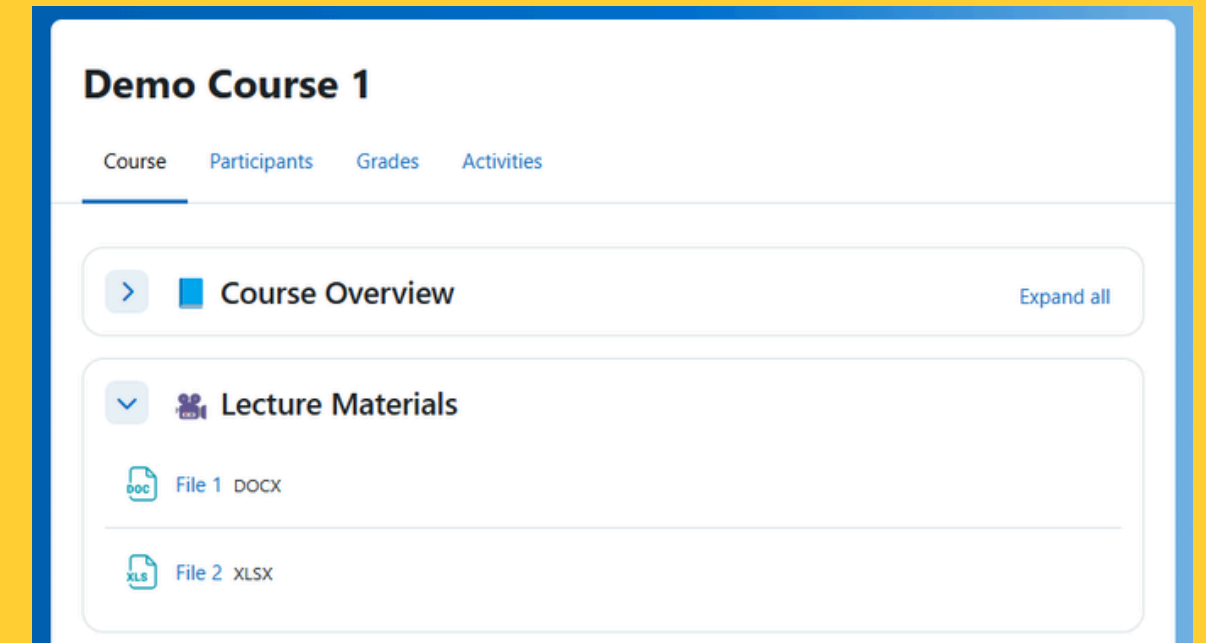 Demo Course 1
Course Participants Grades Activities
Course Overview Expand all
Lecture Materials
DOC File 1 DOCX
XLS File 2 XLSX